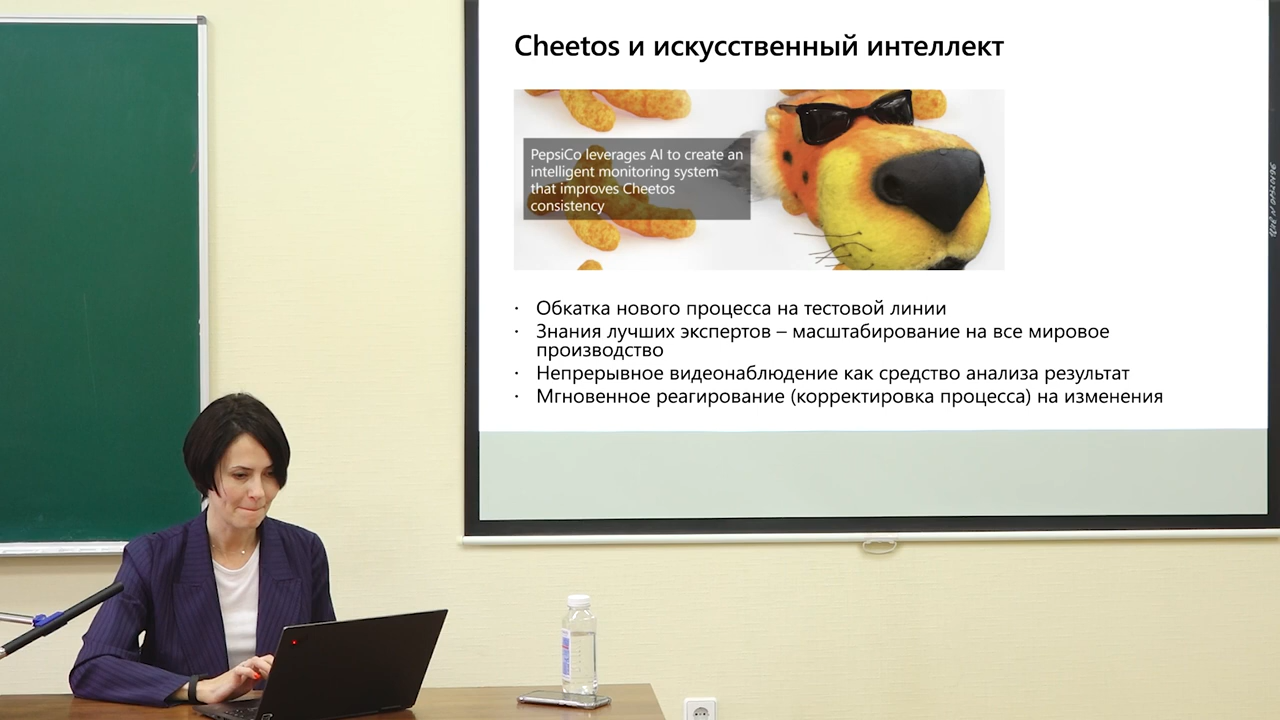 Cheetos и искусственный интеллект
PepsiCo leverages AI to create an
intelligent monitoring system
that improves Cheetos
consistency
· Обкатка нового процесса на тестовой линии
· Знания лучших экспертов – масштабирование на все мировое
производство
· Непрерывное видеонаблюдение как средство анализа результат
· Мгновенное реагирование (корректировка процесса) на изменения